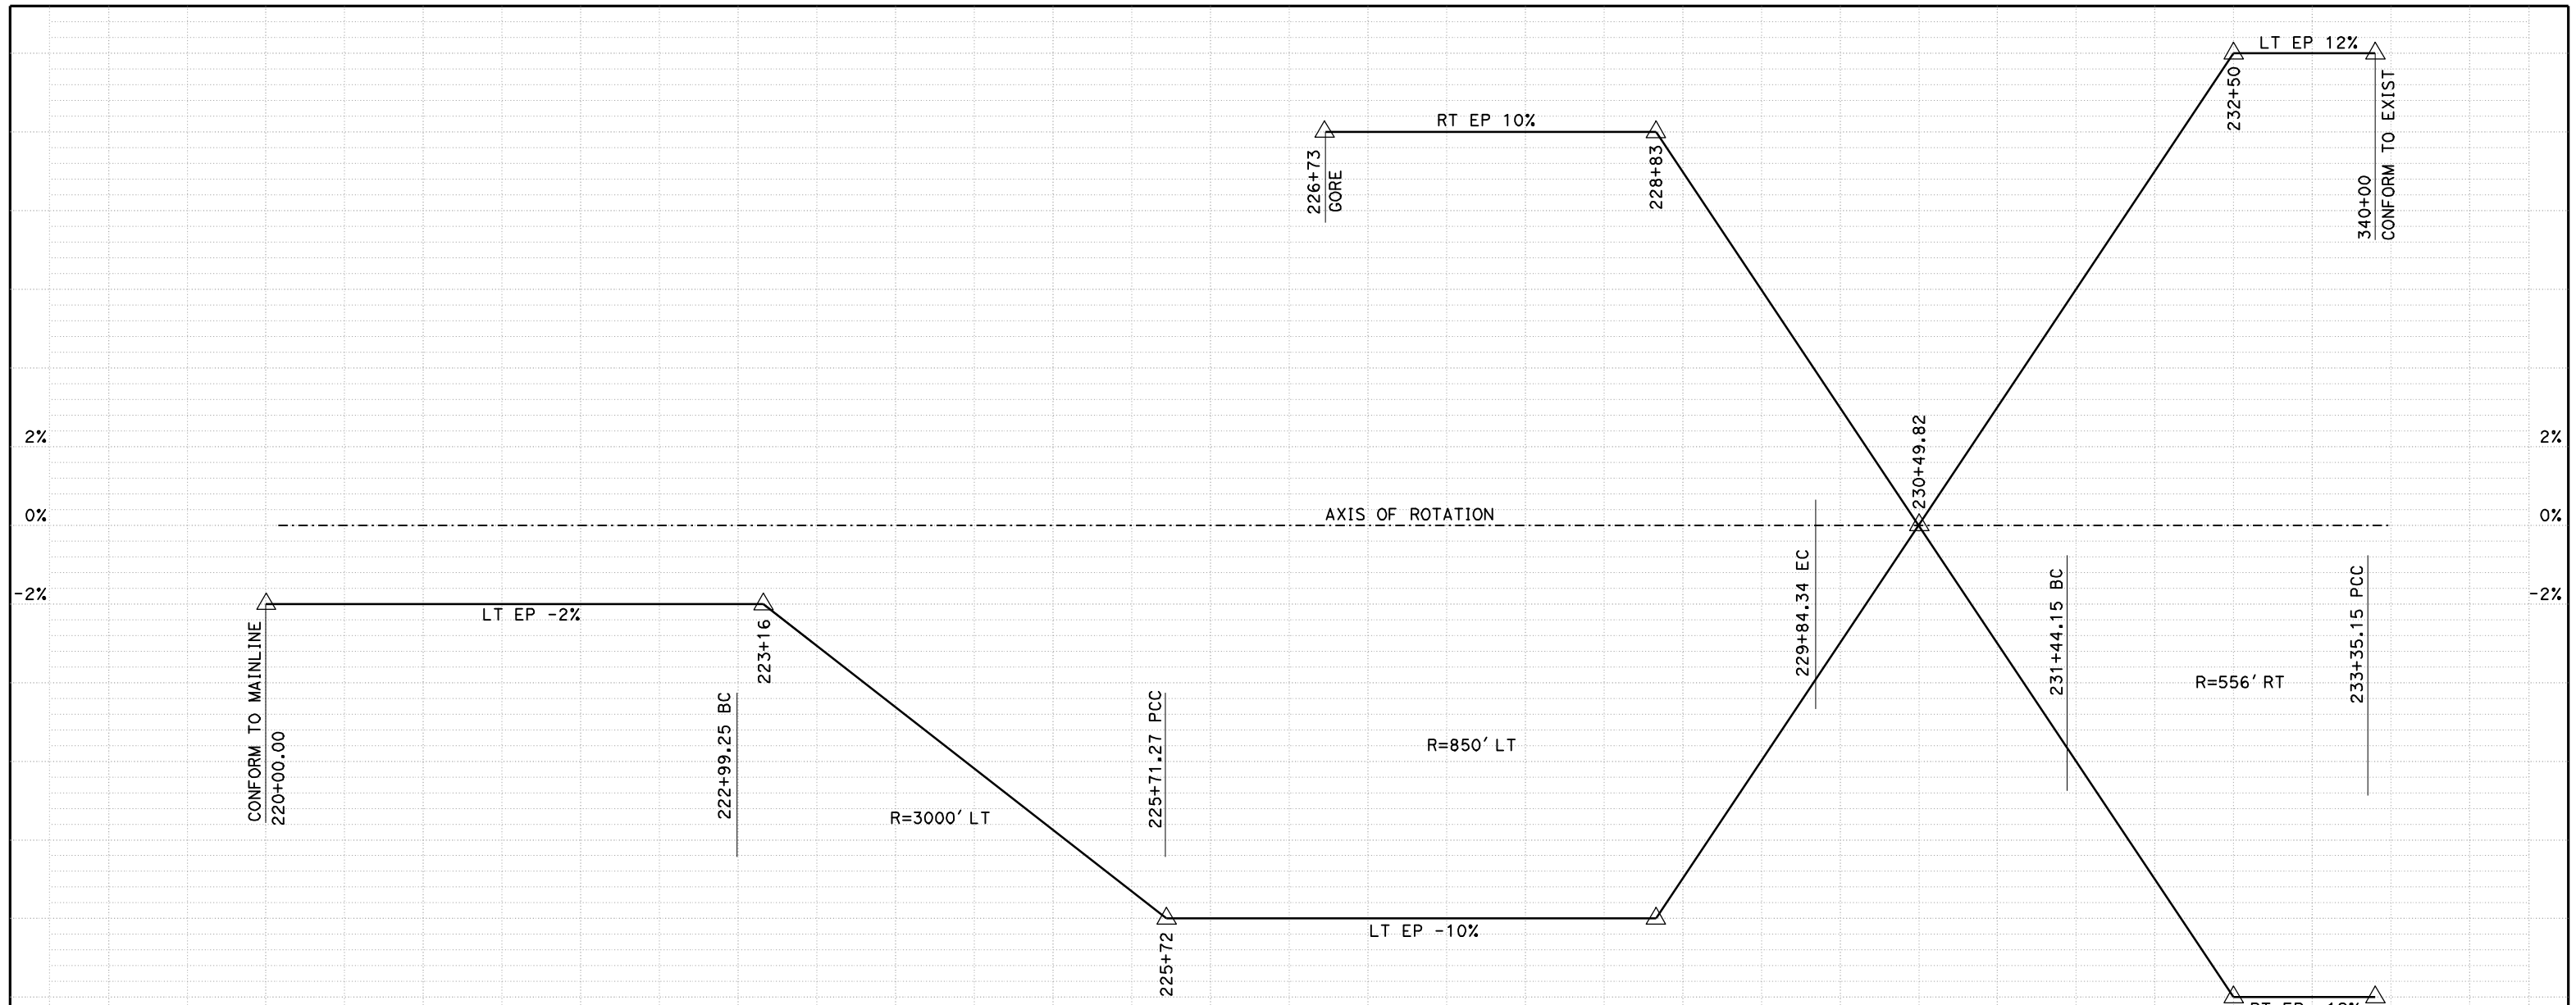 LT EP 12%
RT EP 10%
232+50
340+00
CONFORM TO EXIST
226+73
GORE
228+83
2%
2%
230+49.82
0%
AXIS OF ROTATION
0%
229+84.34 EC
231+44.15 BC
233+35.15 PCC
-2%
-2%
LT EP -2%
CONFORM TO MAINLINE
220+00.00
223+16
222+99.25 BC
225+71.27 PCC
R=556' RT
R=850' LT
R=3000' LT
LT EP -10%
225+72